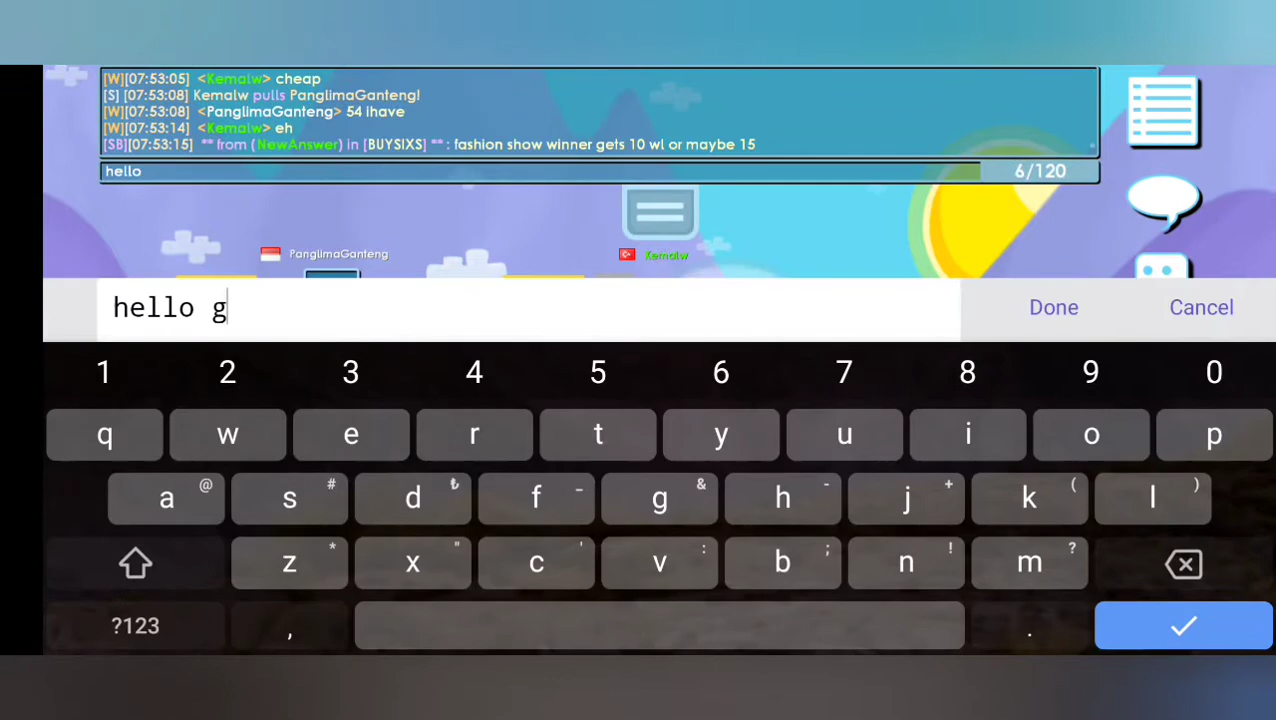 [W][07:53:05] <Kemalw> cheap
[S] [07:53:08] Kemalw pulls PanglimaGanteng!
[W][07:53:08] <PanglimaGanteng> 54 ihave
[W][07:53:14] <Kemalw> eh
[SB][07:53:15] ** from (NewAnswer) in [BUYSIXS] ** : fashion show winner gets 10 wl or maybe 15
hello 6/120
PanglimaGanteng Kemalw
hello g Done Cancel
1 2 3 4 5 6 7 8 9 0
q w e r t y u i o p
@ # ₺ _ & - + ( )
a s d f g h j k l
* " ' : ; ! ?
z x c v b n m
?123 , .